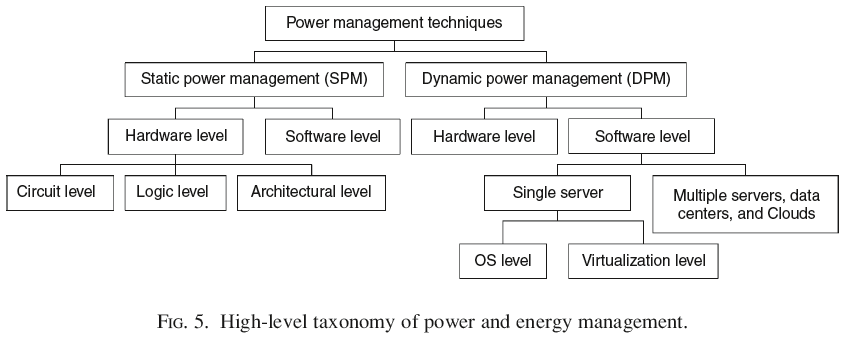 Power management techniques
Static power management (SPM)
Dynamic power management (DPM)
Hardware level
Software level
Hardware level
Software level
Circuit level
Logic level
Architectural level
Single server
Multiple servers, data
centers, and Clouds
OS level
Virtualization level
FIG. 5. High-level taxonomy of power and energy management.